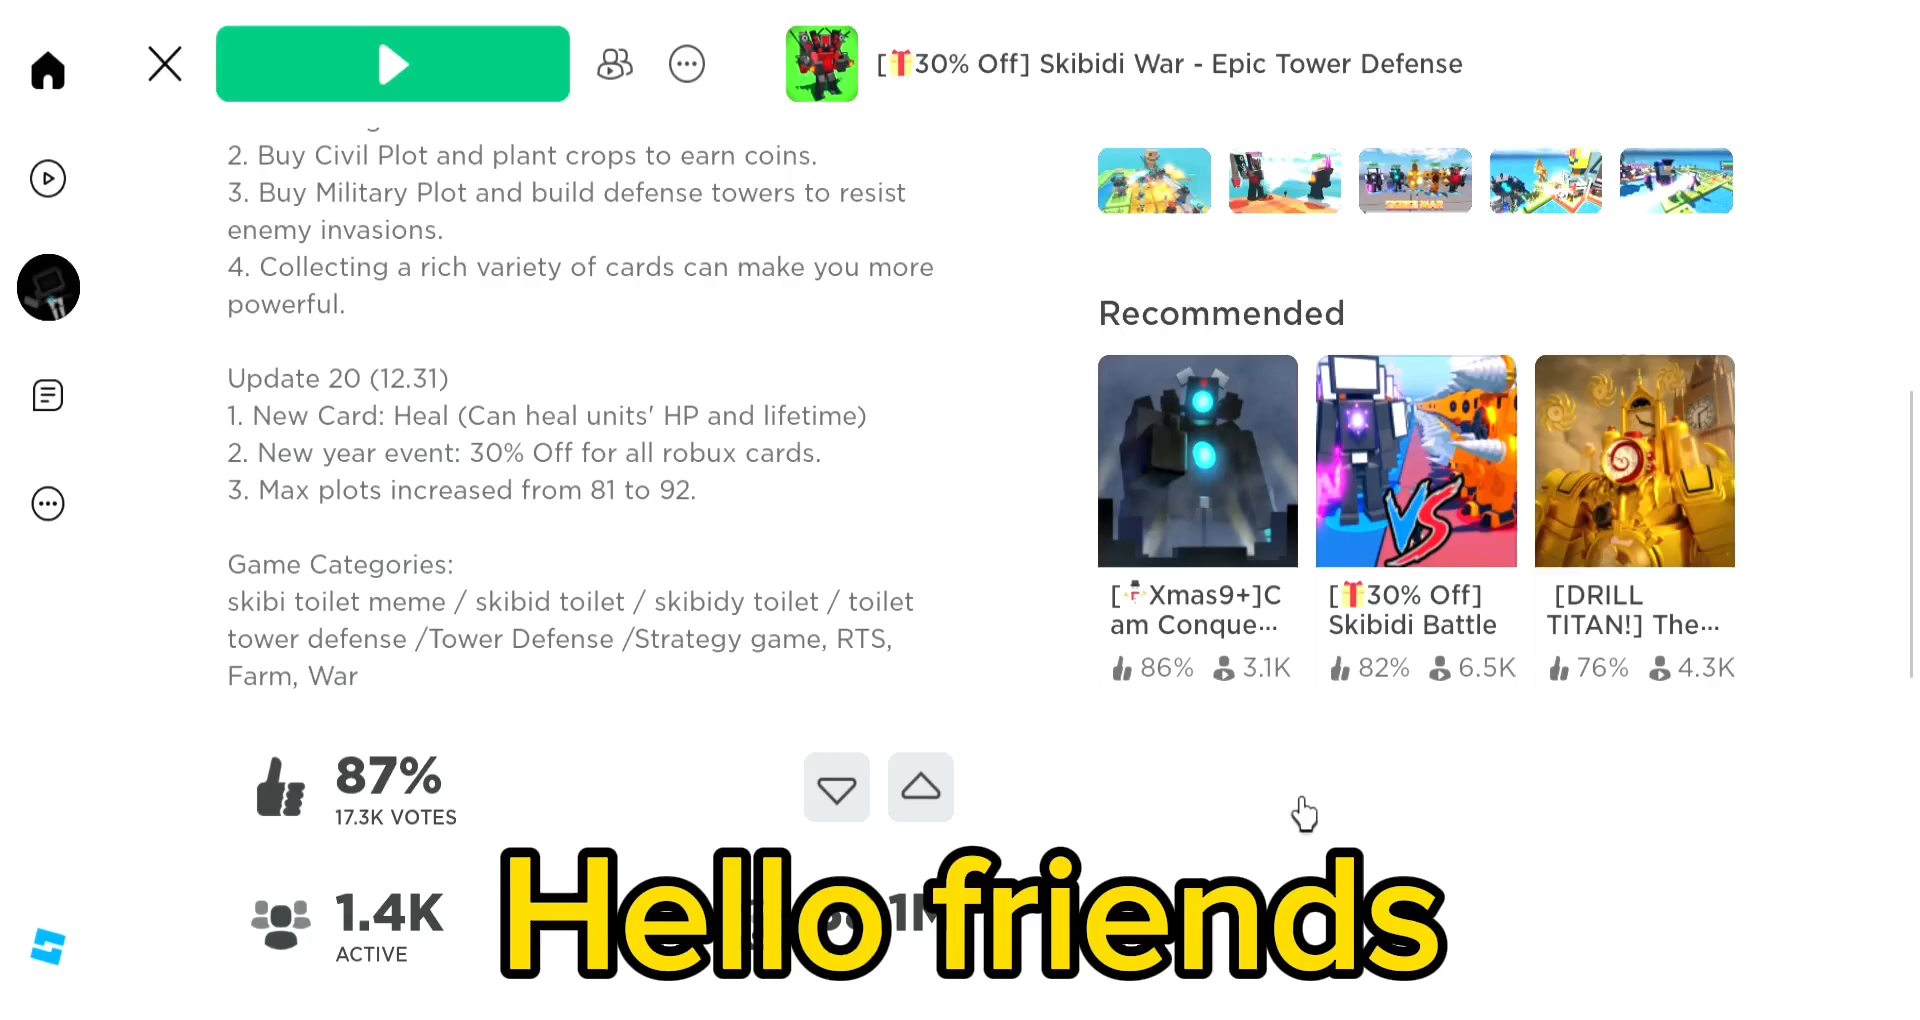 [🎁30% Off] Skibidi War - Epic Tower Defense
2. Buy Civil Plot and plant crops to earn coins.
3. Buy Military Plot and build defense towers to resist
enemy invasions.
4. Collecting a rich variety of cards can make you more
powerful.
Update 20 (12.31)
1. New Card: Heal (Can heal units' HP and lifetime)
2. New year event: 30% Off for all robux cards.
3. Max plots increased from 81 to 92.
Game Categories:
skibi toilet meme / skibid toilet / skibidy toilet / toilet
tower defense /Tower Defense /Strategy game, RTS,
Farm, War
87%
17.3K VOTES
1.4K
ACTIVE
Recommended
VS
[⛄Xmas9+]C
am Conque...
86% 3.1K
[🎁30% Off]
Skibidi Battle
82% 6.5K
[DRILL
TITAN!] The...
76% 4.3K
Hello friends